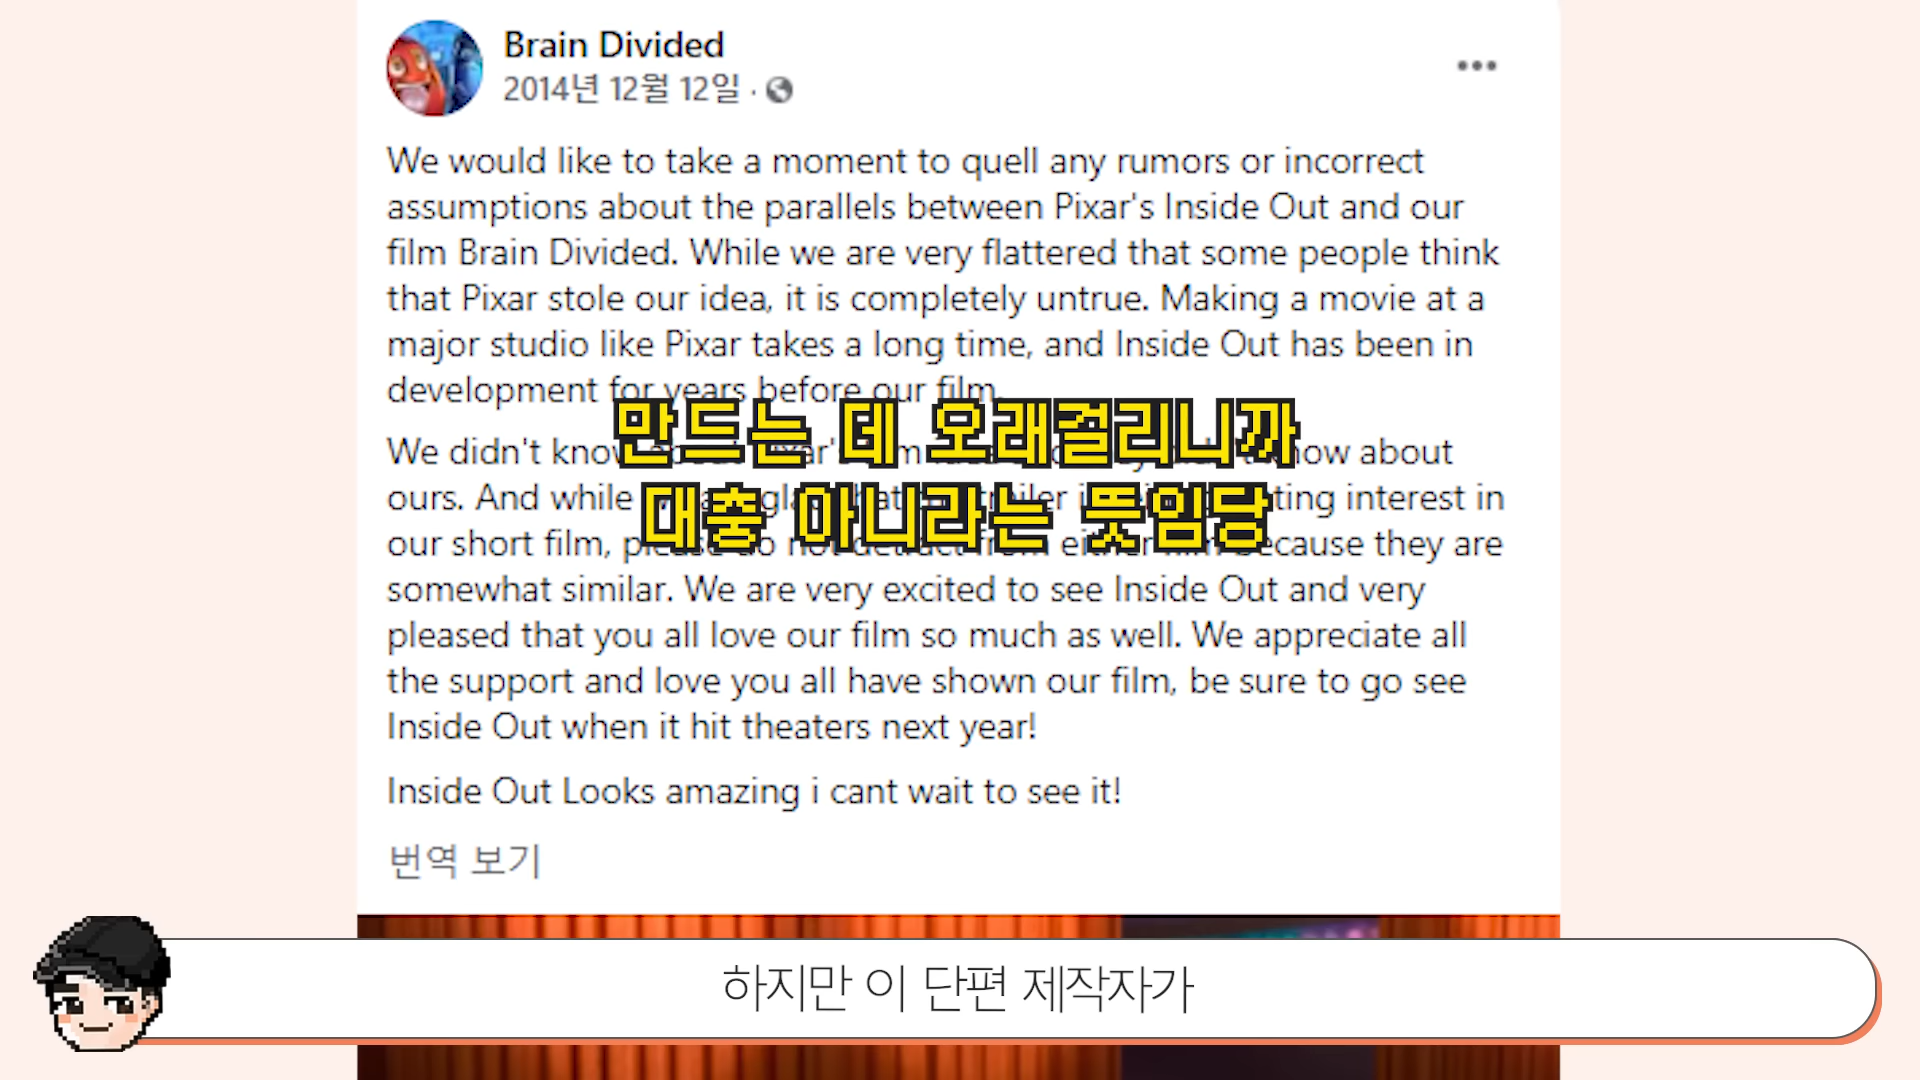 Brain Divided
2014년 12월 12일 ·
We would like to take a moment to quell any rumors or incorrect
assumptions about the parallels between Pixar's Inside Out and our
film Brain Divided. While we are very flattered that some people think
that Pixar stole our idea, it is completely untrue. Making a movie at a
major studio like Pixar takes a long time, and Inside Out has been in
development for years before our film.
만드는 데 오래걸리니까
We didn't know about
ours. And while interest in
대충 아니라는 뜻임당
our short film, please do not detract from either film because they are
somewhat similar. We are very excited to see Inside Out and very
pleased that you all love our film so much as well. We appreciate all
the support and love you all have shown our film, be sure to go see
Inside Out when it hit theaters next year!
Inside Out Looks amazing i cant wait to see it!
번역 보기
하지만 이 단편 제작자가